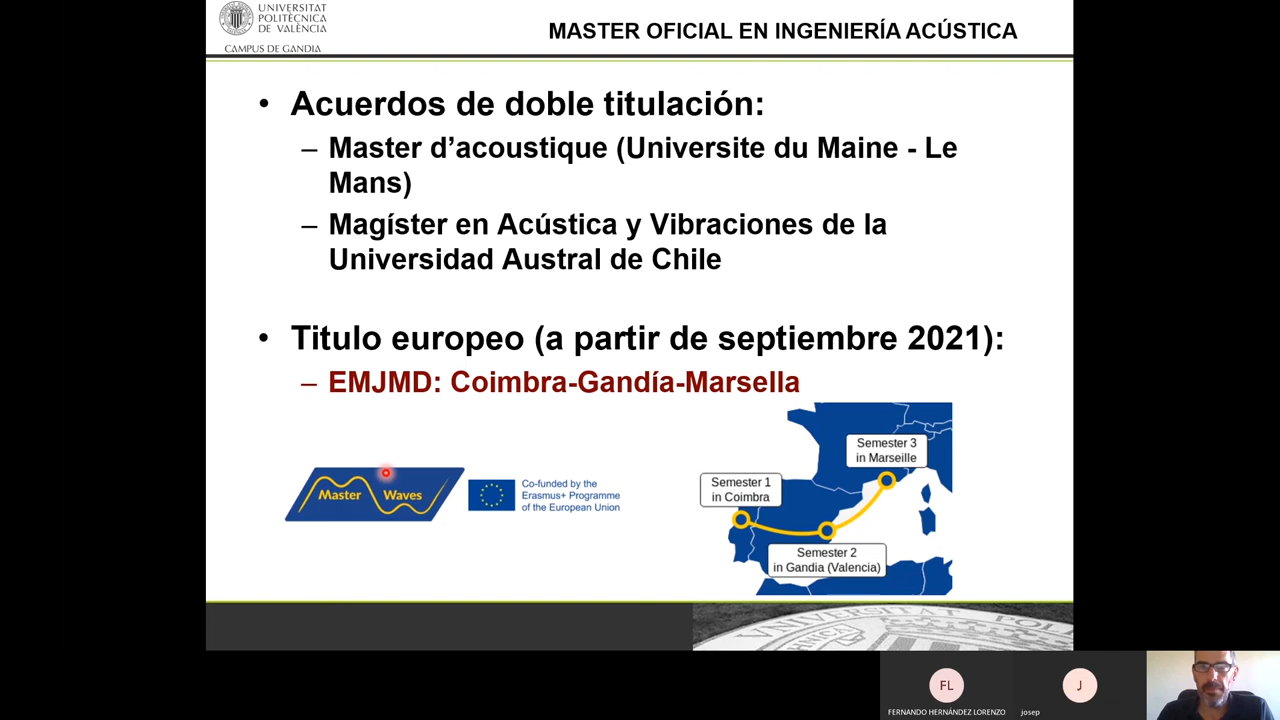 UNIVERSITAT
POLITÈCNICA
DE VALÈNCIA
CAMPUS DE GANDIA
MASTER OFICIAL EN INGENIERÍA ACÚSTICA
• Acuerdos de doble titulación:
– Master d’acoustique (Universite du Maine - Le
Mans)
– Magíster en Acústica y Vibraciones de la
Universidad Austral de Chile
• Titulo europeo (a partir de septiembre 2021):
– EMJMD: Coimbra-Gandía-Marsella
Master Waves
Co-funded by the
Erasmus+ Programme
of the European Union
Semester 3
in Marseille
Semester 1
in Coimbra
Semester 2
in Gandia (Valencia)
FL
J
FERNANDO HERNÁNDEZ LORENZO
josep